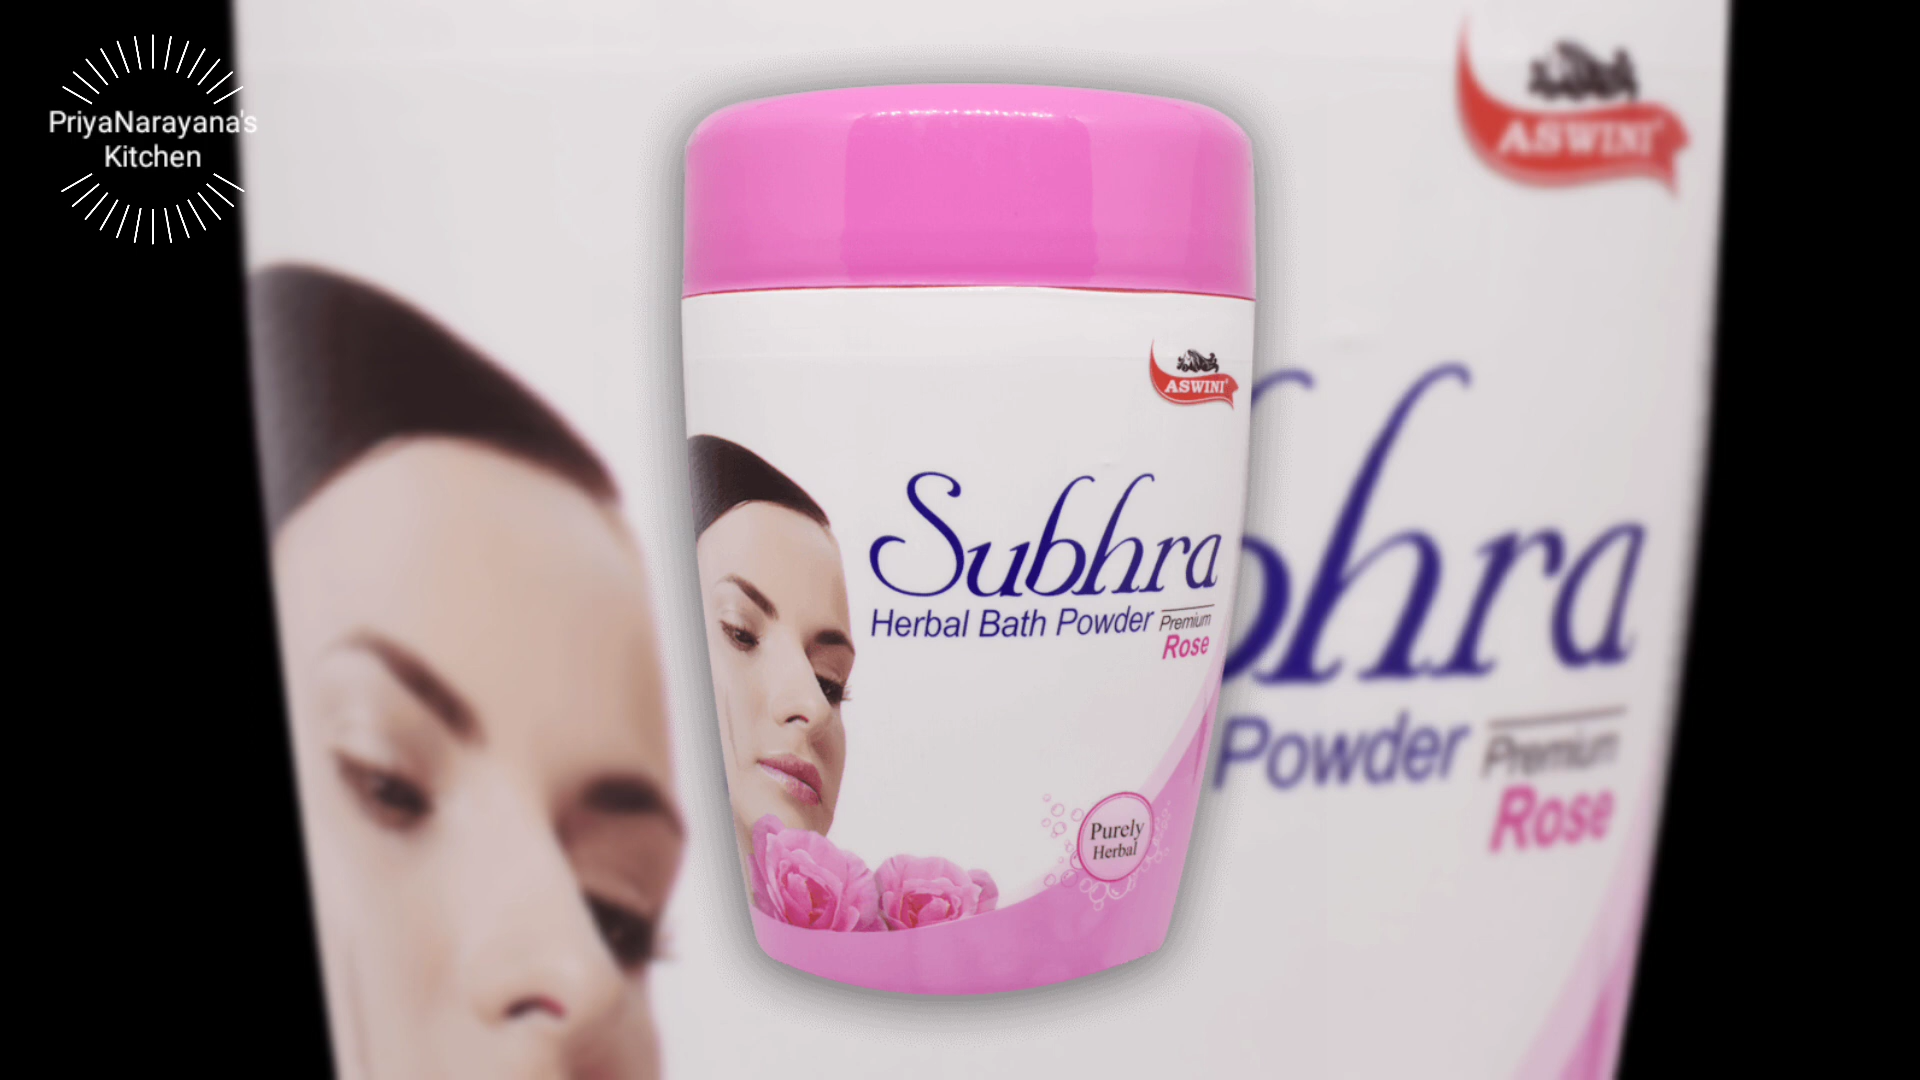 PriyaNarayana's
Kitchen
ASWINI
Subhra
Herbal Bath Powder Premium
Rose
Purely
Herbal
ASWINI
bhra
Powder Premium
Rose